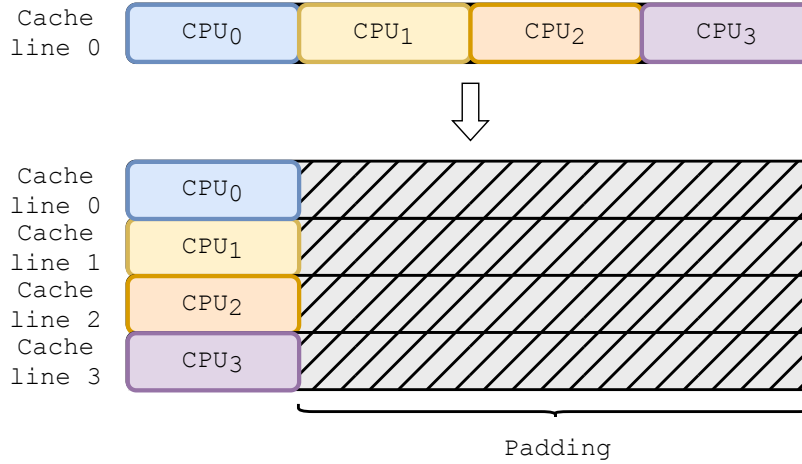 Cache
line 0
CPU0 CPU1 CPU2 CPU3
Cache
line 0
CPU0
Cache
line 1
CPU1
Cache
line 2
CPU2
Cache
line 3
CPU3
Padding